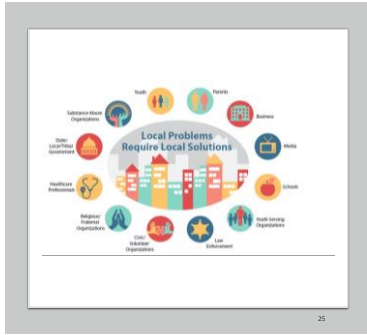 Youth
Parents
Substance Abuse
Organizations
Business
Local Problems
Require Local Solutions
State/
Local/Tribal
Government
Media
Healthcare
Professionals
Schools
Religious/
Fraternal
Organizations
Youth Serving
Organizations
Civic/
Volunteer
Organizations
Law
Enforcement
25